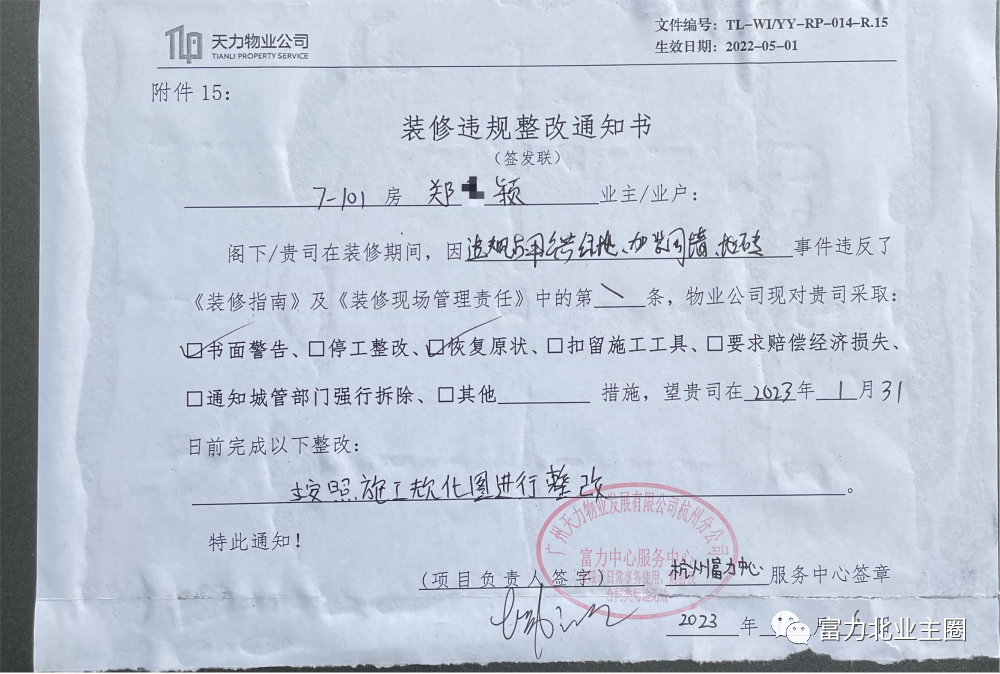 天力物业公司
TIANLI PROPERTY SERVICE
文件编号：TL-WI/YY-RP-014-R.15
生效日期：2022-05-01
附件 15：
装修违规整改通知书
（签发联）
7-101 房 郑 颖 业主/业户：
阁下/贵司在装修期间，因违规占用公共绿地、加装围墙、地砖 事件违反了
《装修指南》及《装修现场管理责任》中的第 \ 条，物业公司现对贵司采取：
☑书面警告、□停工整改、☑恢复原状、□扣留施工工具、□要求赔偿经济损失、
□通知城管部门强行拆除、□其他 措施，望贵司在 2023 年 1 月 31
日前完成以下整改：
按照施工 化图进行整改 。
特此通知！
广州天力物业发展有限公司杭州分公司
富力中心服务中心
（项目负责人签字） 杭州富力中心 服务中心签章
2023 年 月 6
富力北业主圈